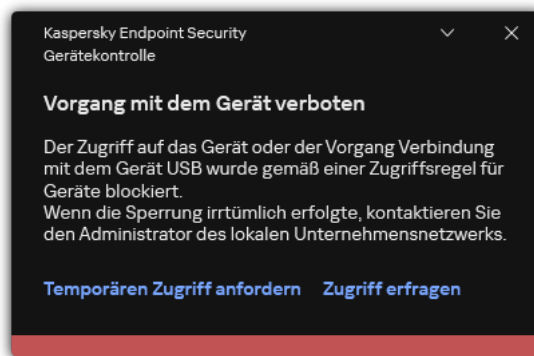 Kaspersky Endpoint Security
Gerätekontrolle
Vorgang mit dem Gerät verboten
Der Zugriff auf das Gerät oder der Vorgang Verbindung
mit dem Gerät USB wurde gemäß einer Zugriffsregel für
Geräte blockiert.
Wenn die Sperrung irrtümlich erfolgte, kontaktieren Sie
den Administrator des lokalen Unternehmensnetzwerks.
Temporären Zugriff anfordern Zugriff erfragen